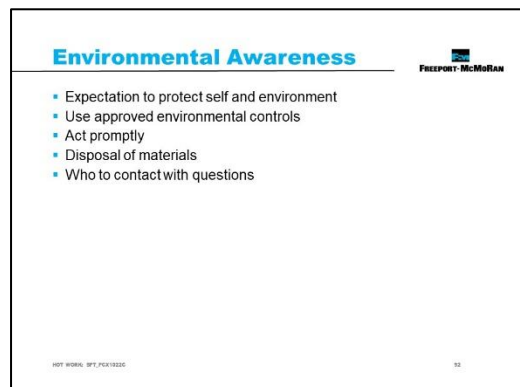 Environmental Awareness
FREEPORT-MCMORAN
Expectation to protect self and environment
Use approved environmental controls
Act promptly
Disposal of materials
Who to contact with questions
HOT WORK: SFT_FCX1022C
92